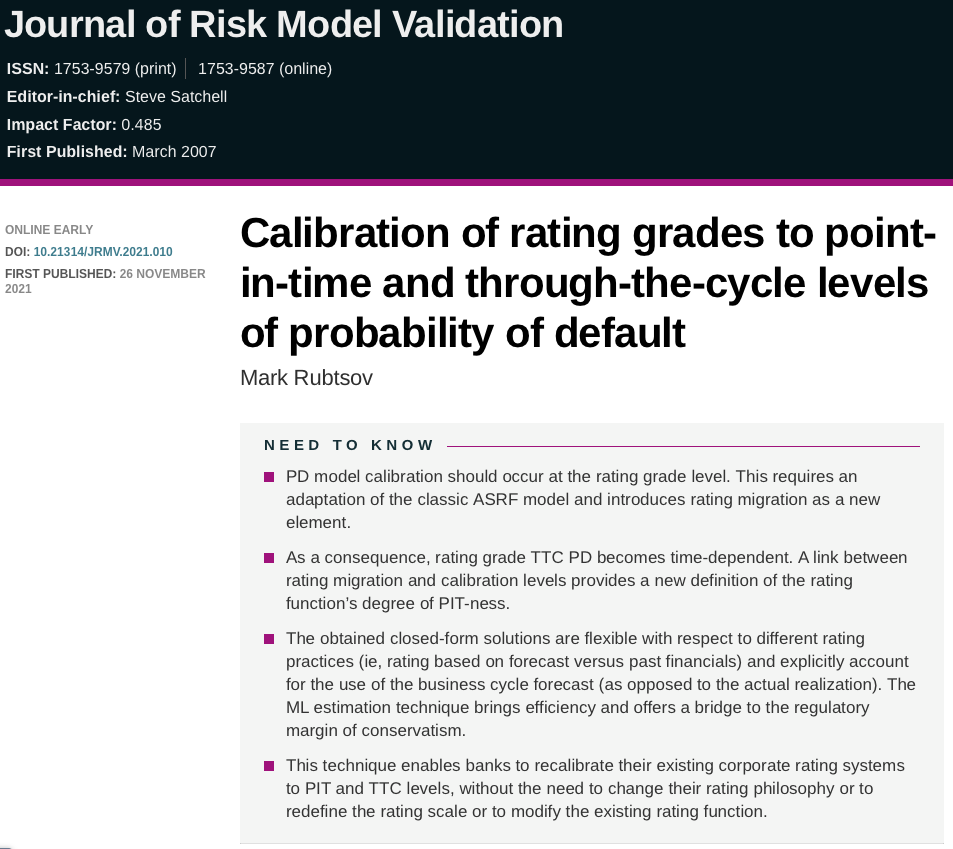 Journal of Risk Model Validation
ISSN: 1753-9579 (print) 1753-9587 (online)
Editor-in-chief: Steve Satchell
Impact Factor: 0.485
First Published: March 2007
ONLINE EARLY
DOI: 10.21314/JRMV.2021.010
FIRST PUBLISHED: 26 NOVEMBER
2021
Calibration of rating grades to point-
in-time and through-the-cycle levels
of probability of default
Mark Rubtsov
NEED TO KNOW
PD model calibration should occur at the rating grade level. This requires an
adaptation of the classic ASRF model and introduces rating migration as a new
element.
As a consequence, rating grade TTC PD becomes time-dependent. A link between
rating migration and calibration levels provides a new definition of the rating
function’s degree of PIT-ness.
The obtained closed-form solutions are flexible with respect to different rating
practices (ie, rating based on forecast versus past financials) and explicitly account
for the use of the business cycle forecast (as opposed to the actual realization). The
ML estimation technique brings efficiency and offers a bridge to the regulatory
margin of conservatism.
This technique enables banks to recalibrate their existing corporate rating systems
to PIT and TTC levels, without the need to change their rating philosophy or to
redefine the rating scale or to modify the existing rating function.